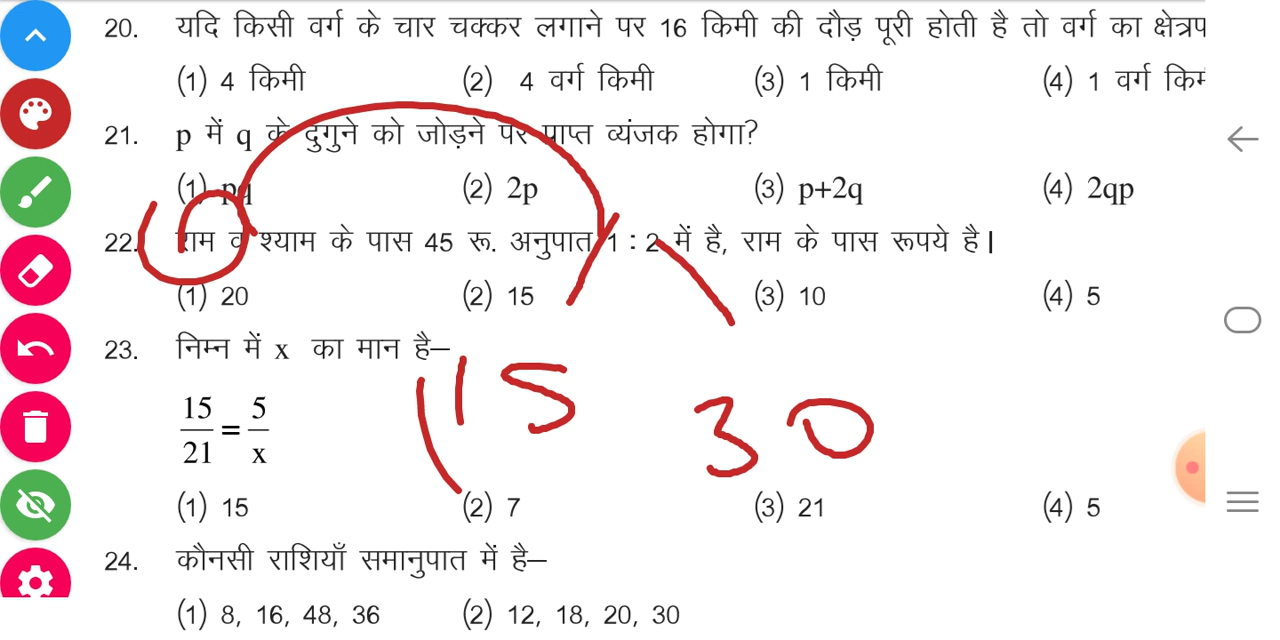 20. यदि किसी वर्ग के चार चक्कर लगाने पर 16 किमी की दौड़ पूरी होती है तो वर्ग का
(1) 4 किमी (2) 4 वर्ग किमी (3) 1 किमी (4) 1 वर्ग
21. p में q के दुगुने को जोड़ने पर प्राप्त व्यंजक होगा?
(1) pq (2) 2p (3) p+2q (4) 2qp
22. राम व श्याम के पास 45 रू. अनुपात 1 : 2 में है, राम के पास रूपये है।
(1) 20 (2) 15 (3) 10 (4) 5
23. निम्न में x का मान है–
15/21 = 5/x
15 30
(1) 15 (2) 7 (3) 21 (4) 5
24. कौनसी राशियाँ समानुपात में है–
(1) 8, 16, 48, 36 (2) 12, 18, 20, 30